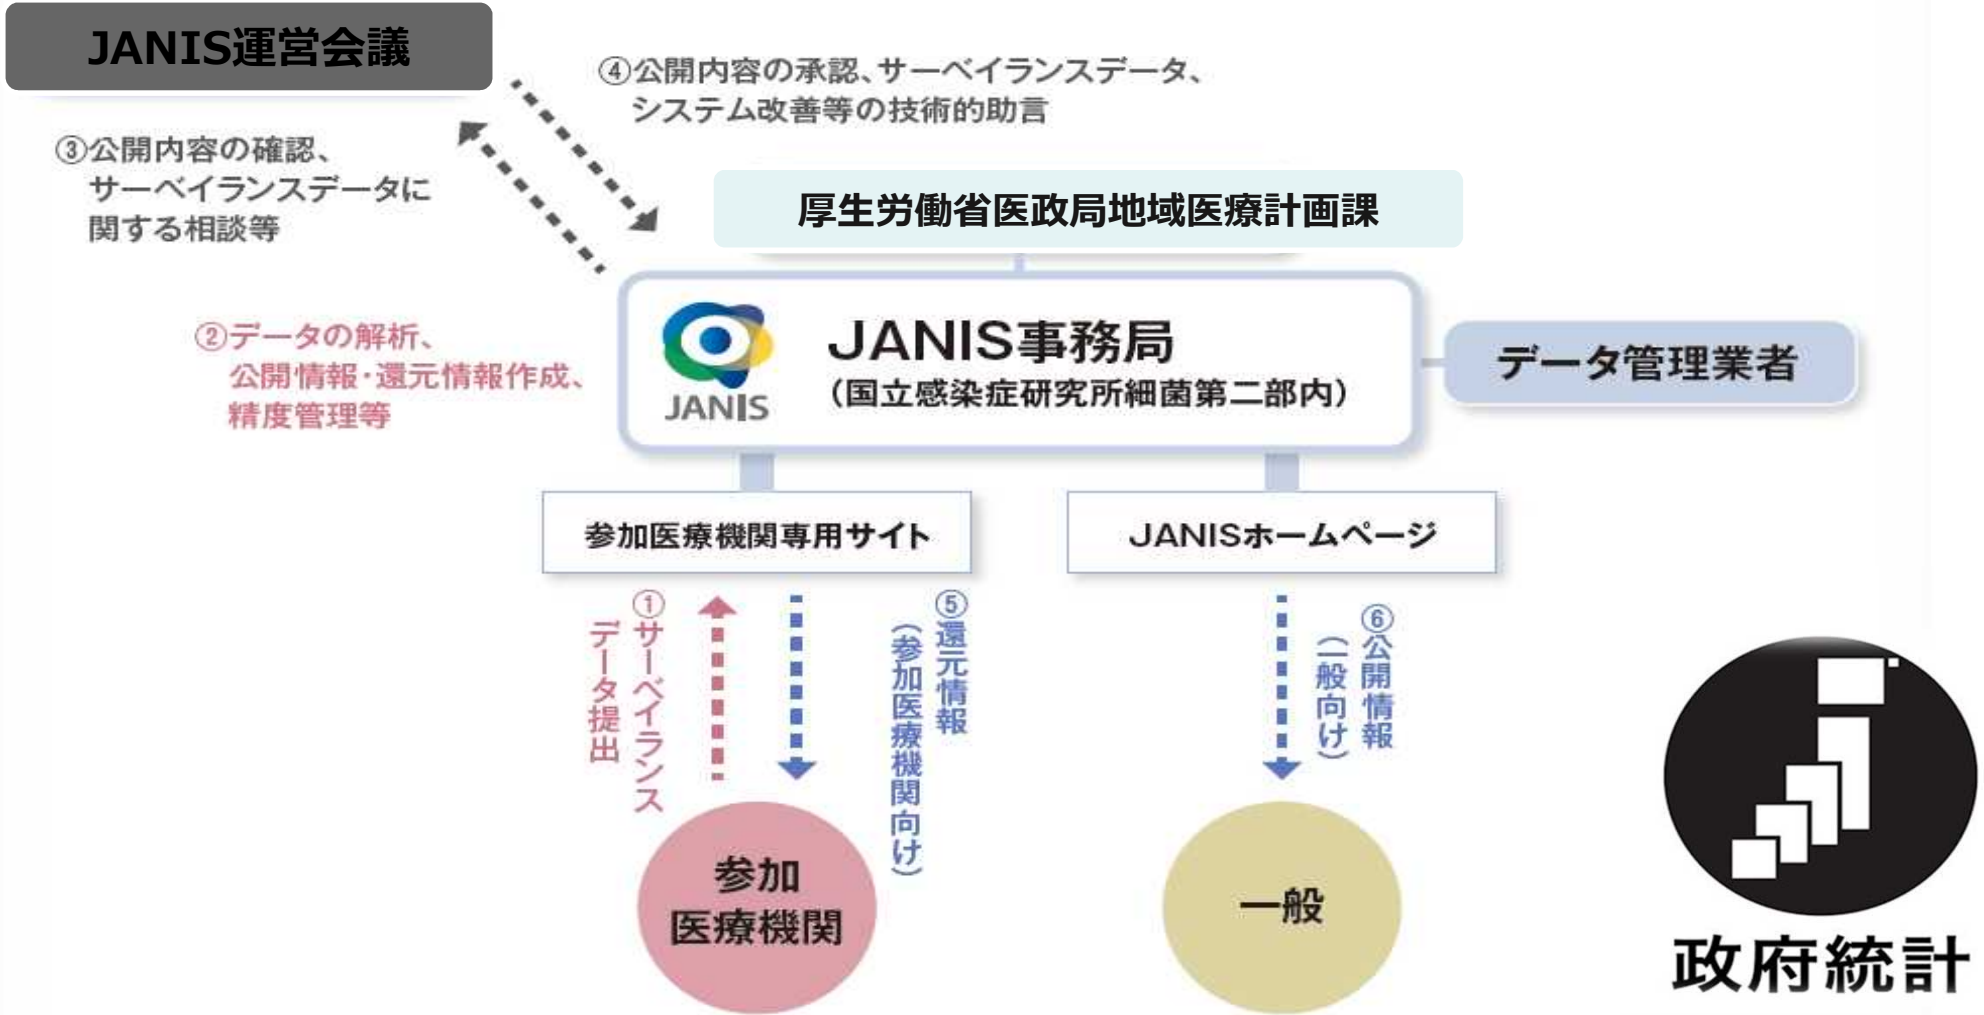 JANIS運営会議
④公開内容の承認、サーベイランスデータ、
システム改善等の技術的助言
③公開内容の確認、
サーベイランスデータに
関する相談等
厚生労働省医政局地域医療計画課
②データの解析、
公開情報・還元情報作成、
精度管理等
JANIS
JANIS事務局
（国立感染症研究所細菌第二部内）
データ管理業者
参加医療機関専用サイト
JANISホームページ
①サーベイランス
データ提出
⑤還元情報
（参加医療機関向け）
⑥公開情報
（一般向け）
参加
医療機関
一般
政府統計